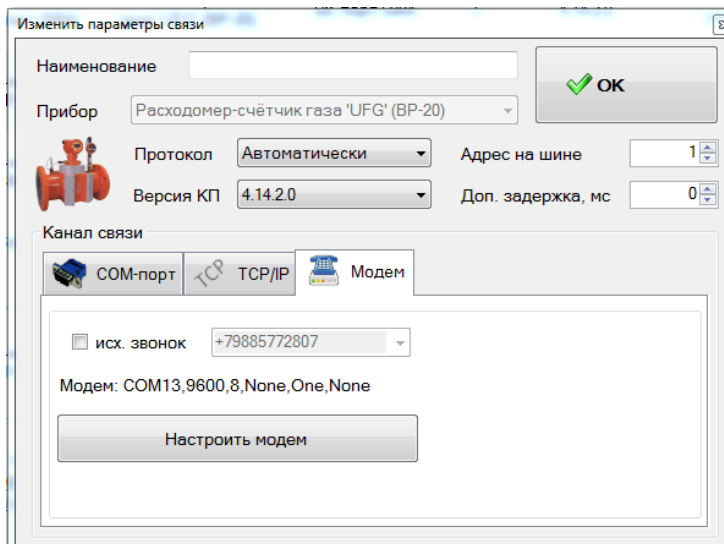 Изменить параметры связи
Наименование
OK
Прибор Расходомер-счётчик газа 'UFG' (ВР-20)
Протокол Автоматически Адрес на шине 1
Версия КП 4.14.2.0 Доп. задержка, мс 0
Канал связи
COM-порт TCP TCP/IP Модем
исх. звонок +79885772807
Модем: COM13,9600,8,None,One,None
Настроить модем